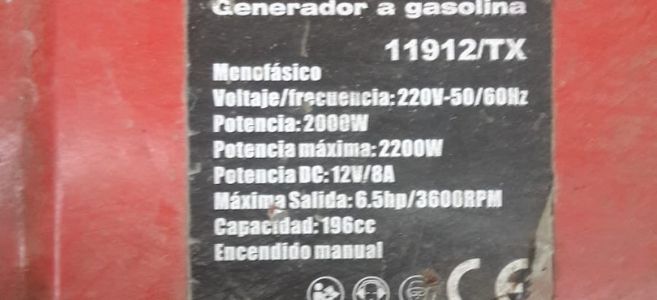 Generador a gasolina
11912/TX
Monofásico
Voltaje/frecuencia: 220V-50/60Hz
Potencia: 2000W
Potencia máxima: 2200W
Potencia DC: 12V/8A
Máxima Salida: 6.5hp/3600RPM
Capacidad: 196cc
Encendido manual
CE